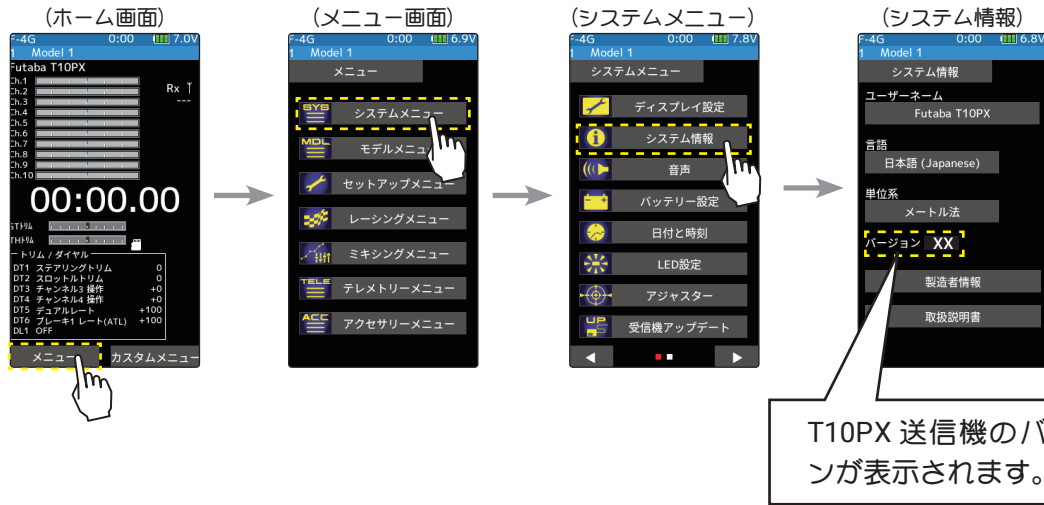 (ホーム画面)
F-4G 0:00 7.0V
1 Model 1
Futaba T10PX
Ch.1
Ch.2
Ch.3
Ch.4
Ch.5
Ch.6
Ch.7
Ch.8
Ch.9
Ch.10
Rx
---
00:00.00
STトリム
THトリム
トリム / ダイヤル
DT1 ステアリングトリム 0
DT2 スロットルトリム 0
DT3 チャンネル3 操作 +0
DT4 チャンネル4 操作 +0
DT5 デュアルレート +100
DT6 ブレーキ1 レート(ATL) +100
DL1 OFF
メニュー
カスタムメニュー
(メニュー画面)
F-4G 0:00 6.9V
1 Model 1
メニュー
SYS システムメニュー
MDL モデルメニュ
セットアップメニュー
レーシングメニュー
ミキシングメニュー
TELE テレメトリーメニュー
ACC アクセサリーメニュー
(システムメニュー)
F-4G 0:00 7.8V
1 Model 1
システムメニュー
ディスプレイ設定
システム情報
音声
バッテリー設定
日付と時刻
LED設定
アジャスター
UP 受信機アップデート
(システム情報)
F-4G 0:00 6.8V
1 Model 1
システム情報
ユーザーネーム
Futaba T10PX
言語
日本語 (Japanese)
単位系
メートル法
バージョン XX
製造者情報
取扱説明書
T10PX 送信機のバ
ンが表示されます。